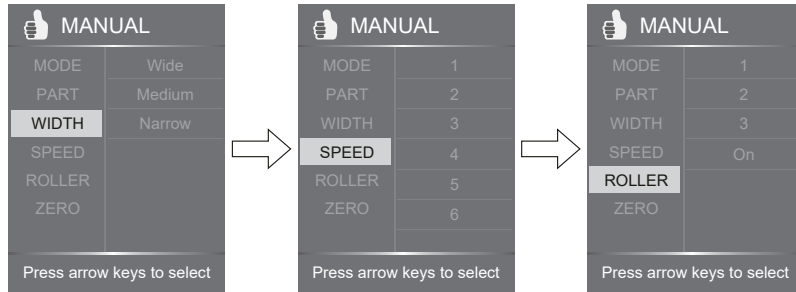 MANUAL
MODE Wide
PART Medium
WIDTH Narrow
SPEED
ROLLER
ZERO
Press arrow keys to select
MANUAL
MODE 1
PART 2
WIDTH 3
SPEED 4
ROLLER 5
ZERO 6
Press arrow keys to select
MANUAL
MODE 1
PART 2
WIDTH 3
SPEED On
ROLLER
ZERO
Press arrow keys to select